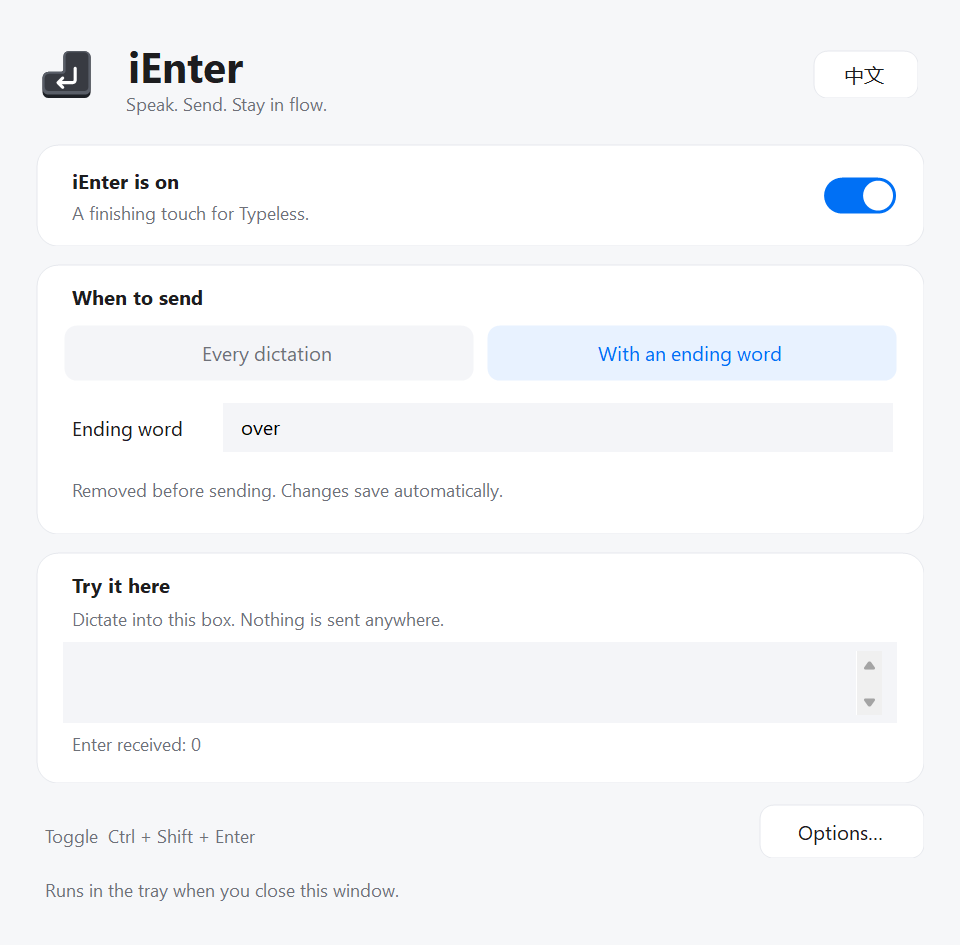 iEnter
Speak. Send. Stay in flow.
中文
iEnter is on
A finishing touch for Typeless.
When to send
Every dictation
With an ending word
Ending word
over
Removed before sending. Changes save automatically.
Try it here
Dictate into this box. Nothing is sent anywhere.
Enter received: 0
Toggle  Ctrl + Shift + Enter
Options...
Runs in the tray when you close this window.